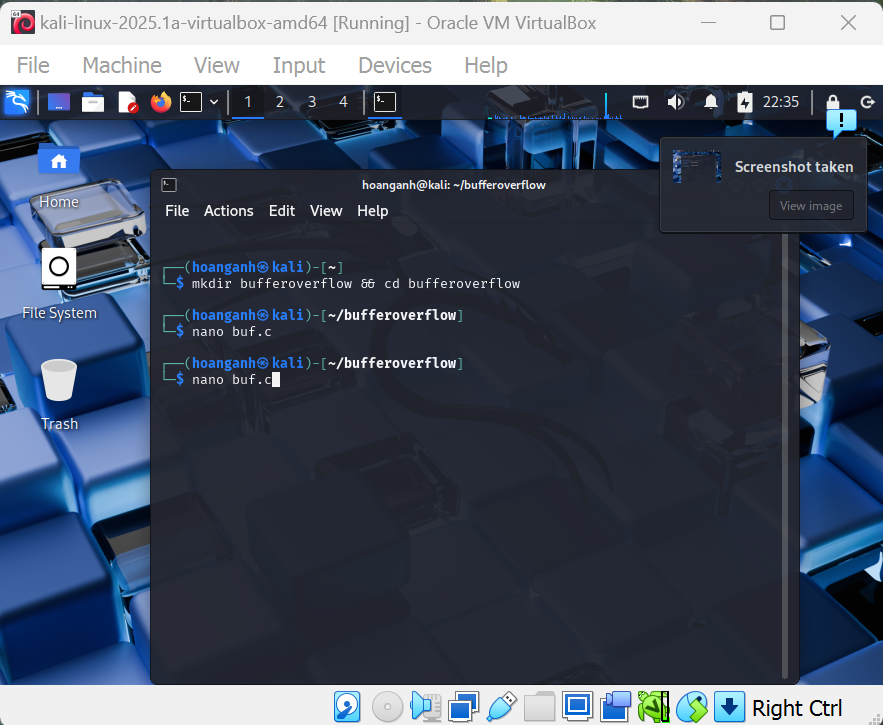 kali-linux-2025.1a-virtualbox-amd64 [Running] - Oracle VM VirtualBox
File Machine View Input Devices Help
1 2 3 4 22:35
Screenshot taken
View image
Home
File System
Trash
hoanganh@kali: ~/bufferoverflow
File Actions Edit View Help
┌──(hoanganh㉿kali)-[~]
└─$ mkdir bufferoverflow && cd bufferoverflow
┌──(hoanganh㉿kali)-[~/bufferoverflow]
└─$ nano buf.c
┌──(hoanganh㉿kali)-[~/bufferoverflow]
└─$ nano buf.c
Right Ctrl